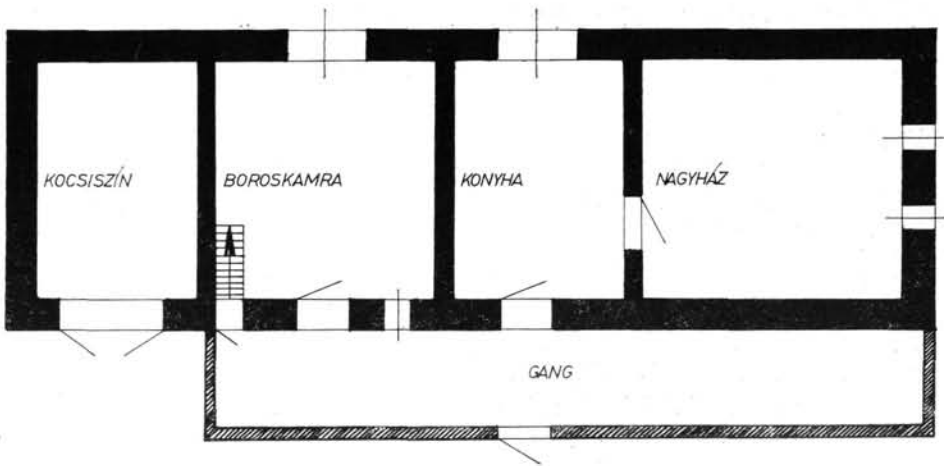 KOCSISZÍN
BOROSKAMRA
KONYHA
NAGYHÁZ
GANG